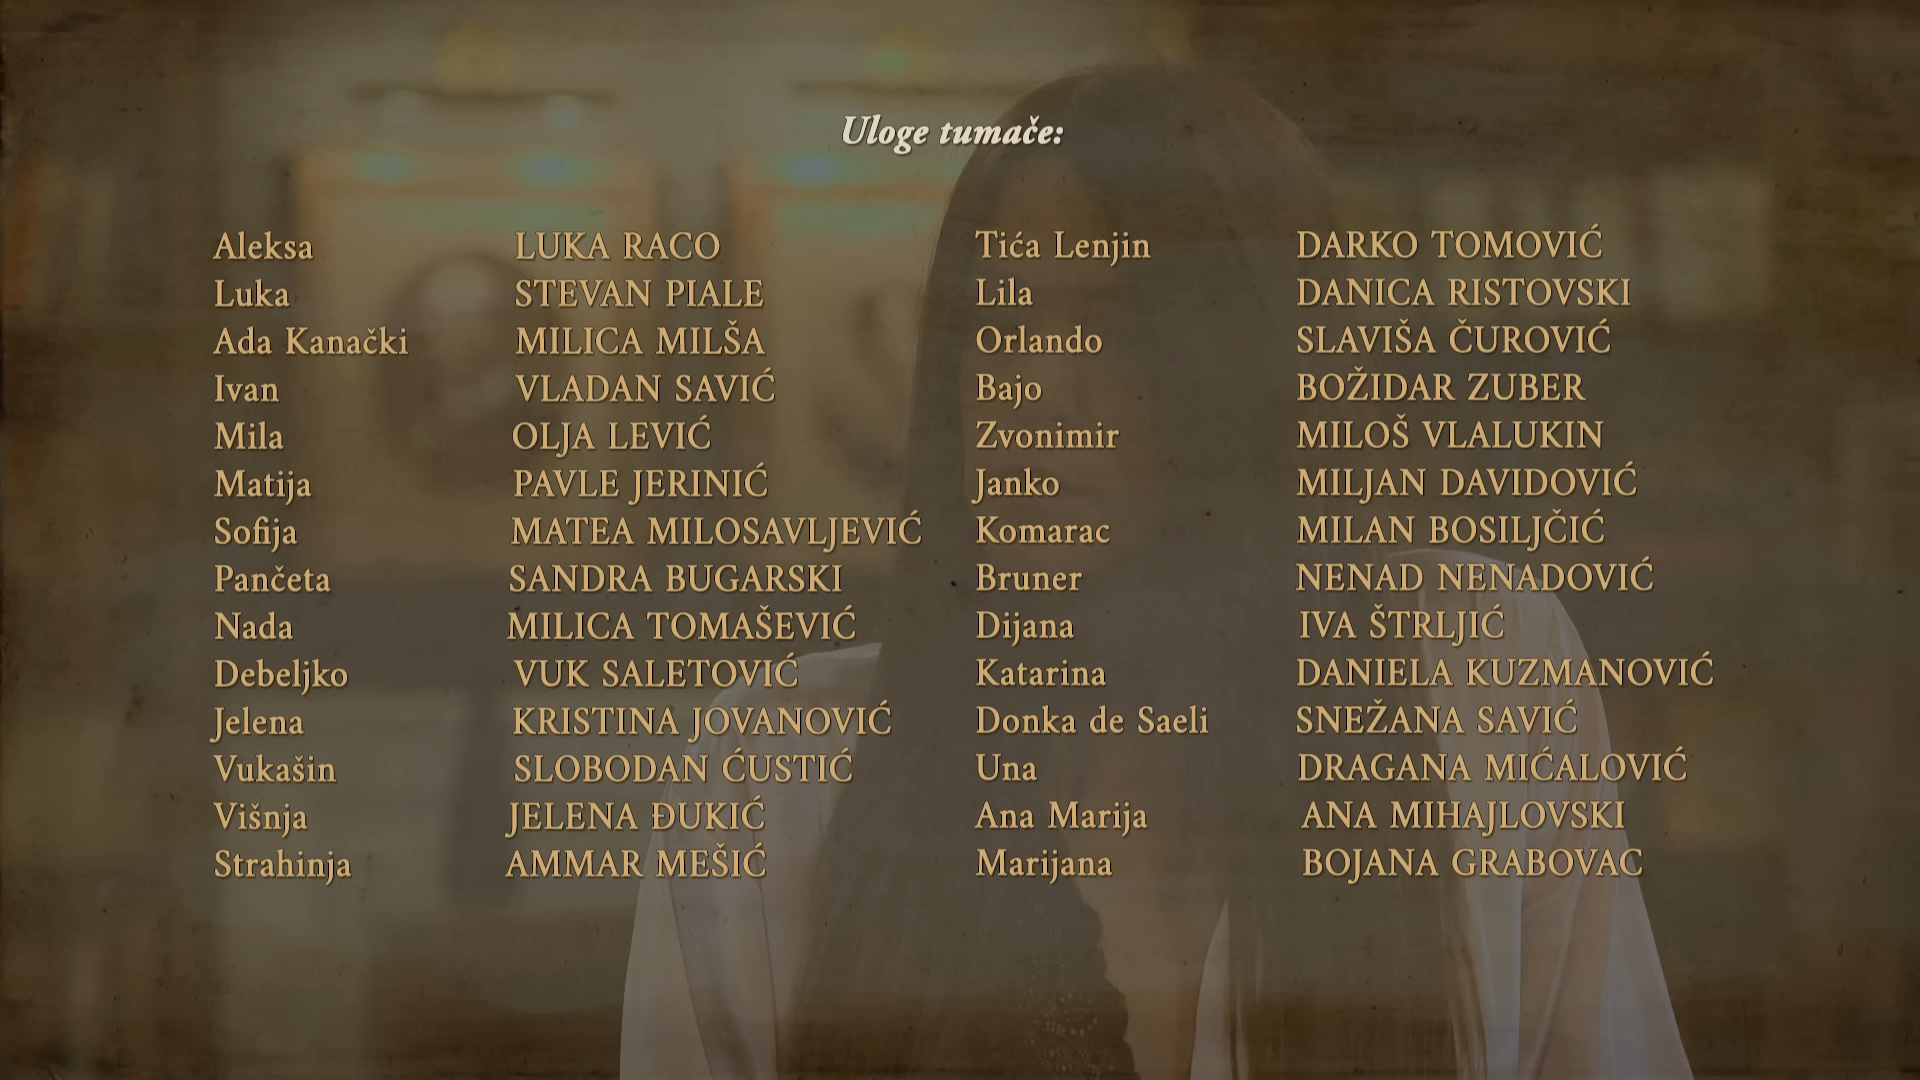 Uloge tumače:
Aleksa LUKA RACO
Luka STEVAN PIALE
Ada Kanački MILICA MILŠA
Ivan VLADAN SAVIĆ
Mila OLJA LEVIĆ
Matija PAVLE JERINIĆ
Sofija MATEA MILOSAVLJEVIĆ
Pančeta SANDRA BUGARSKI
Nada MILICA TOMAŠEVIĆ
Debeljko VUK SALETOVIĆ
Jelena KRISTINA JOVANOVIĆ
Vukašin SLOBODAN ĆUSTIĆ
Višnja JELENA ĐUKIĆ
Strahinja AMMAR MEŠIĆ
Tića Lenjin DARKO TOMOVIĆ
Lila DANICA RISTOVSKI
Orlando SLAVIŠA ČUROVIĆ
Bajo BOŽIDAR ZUBER
Zvonimir MILOŠ VLALUKIN
Janko MILJAN DAVIDOVIĆ
Komarac MILAN BOSILJČIĆ
Bruner NENAD NENADOVIĆ
Dijana IVA ŠTRLJIĆ
Katarina DANIELA KUZMANOVIĆ
Donka de Saeli SNEŽANA SAVIĆ
Una DRAGANA MIĆALOVIĆ
Ana Marija ANA MIHAJLOVSKI
Marijana BOJANA GRABOVAC